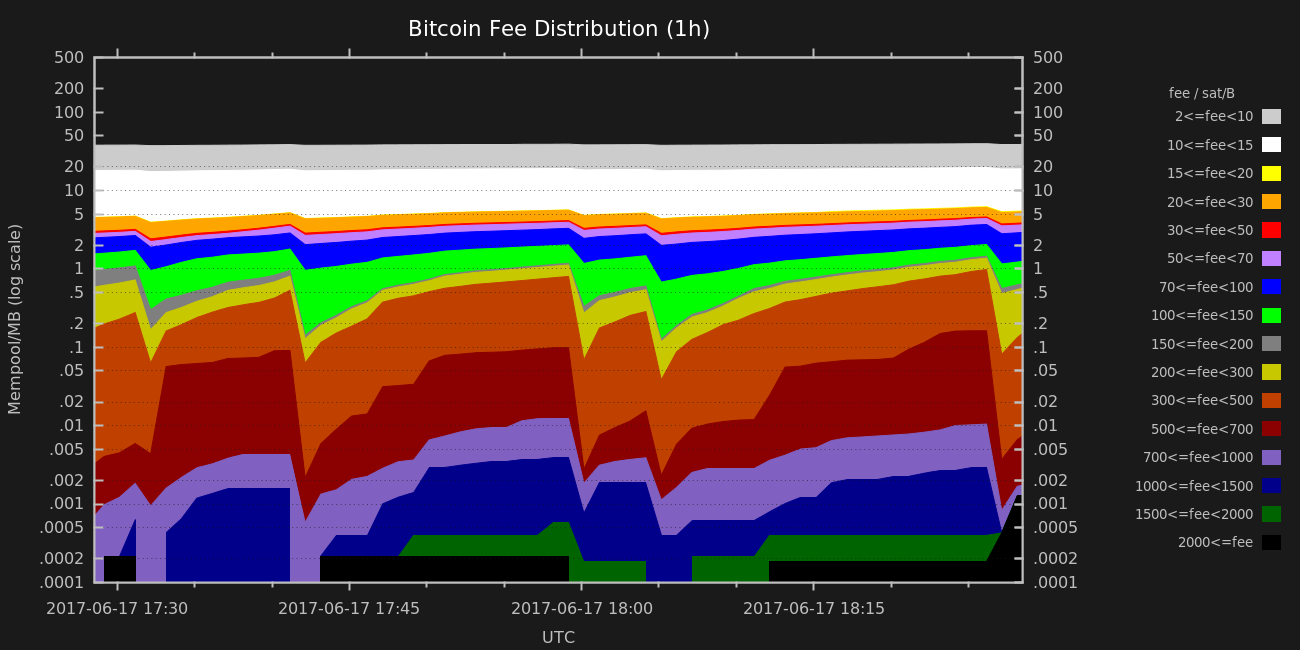 Bitcoin Fee Distribution (1h)
Mempool/MB (log scale)
500
200
100
50
20
10
5
2
1
.5
.2
.1
.05
.02
.01
.005
.002
.001
.0005
.0002
.0001
500
200
100
50
20
10
5
2
1
.5
.2
.1
.05
.02
.01
.005
.002
.001
.0005
.0002
.0001
2017-06-17 17:30
2017-06-17 17:45
2017-06-17 18:00
2017-06-17 18:15
UTC
fee / sat/B
2<=fee<10
10<=fee<15
15<=fee<20
20<=fee<30
30<=fee<50
50<=fee<70
70<=fee<100
100<=fee<150
150<=fee<200
200<=fee<300
300<=fee<500
500<=fee<700
700<=fee<1000
1000<=fee<1500
1500<=fee<2000
2000<=fee